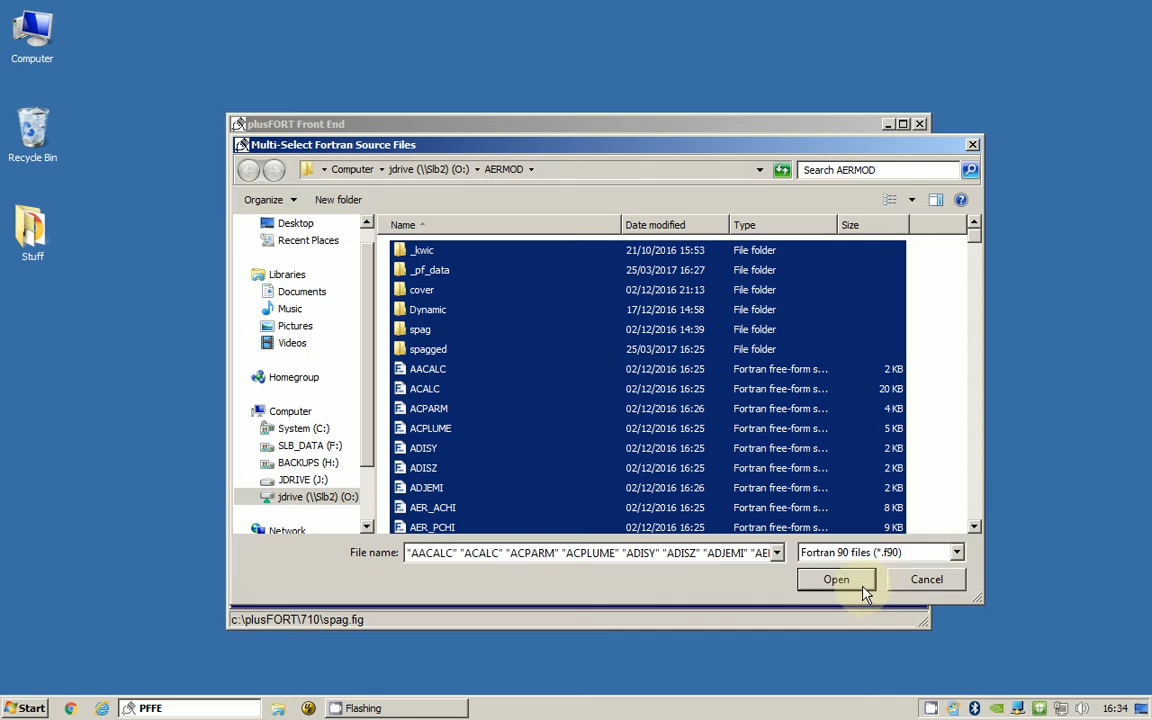 Computer
Recycle Bin
Stuff
plusFORT Front End
Multi-Select Fortran Source Files
Computer jdrive (\\Slb2) (O:) AERMOD
Search AERMOD
Organize New folder
Name Date modified Type Size
Desktop
Recent Places
Libraries
Documents
Music
Pictures
Videos
Homegroup
Computer
System (C:)
SLB_DATA (F:)
BACKUPS (H:)
JDRIVE (J:)
jdrive (\\Slb2) (O:)
Network
_kwic 21/10/2016 15:53 File folder
_pf_data 25/03/2017 16:27 File folder
cover 02/12/2016 21:13 File folder
Dynamic 17/12/2016 14:58 File folder
spag 02/12/2016 14:39 File folder
spagged 25/03/2017 16:25 File folder
AACALC 02/12/2016 16:25 Fortran free-form s... 2 KB
ACALC 02/12/2016 16:25 Fortran free-form s... 20 KB
ACPARM 02/12/2016 16:26 Fortran free-form s... 4 KB
ACPLUME 02/12/2016 16:25 Fortran free-form s... 5 KB
ADISY 02/12/2016 16:25 Fortran free-form s... 2 KB
ADISZ 02/12/2016 16:25 Fortran free-form s... 2 KB
ADJEMI 02/12/2016 16:26 Fortran free-form s... 2 KB
AER_ACHI 02/12/2016 16:25 Fortran free-form s... 8 KB
AER_PCHI 02/12/2016 16:25 Fortran free-form s... 9 KB
File name: "AACALC" "ACALC" "ACPARM" "ACPLUME" "ADISY" "ADISZ" "ADJEMI" "AEI
Fortran 90 files (*.f90)
Open Cancel
c:\plusFORT\710\spag.fig
Start PFFE Flashing 16:34